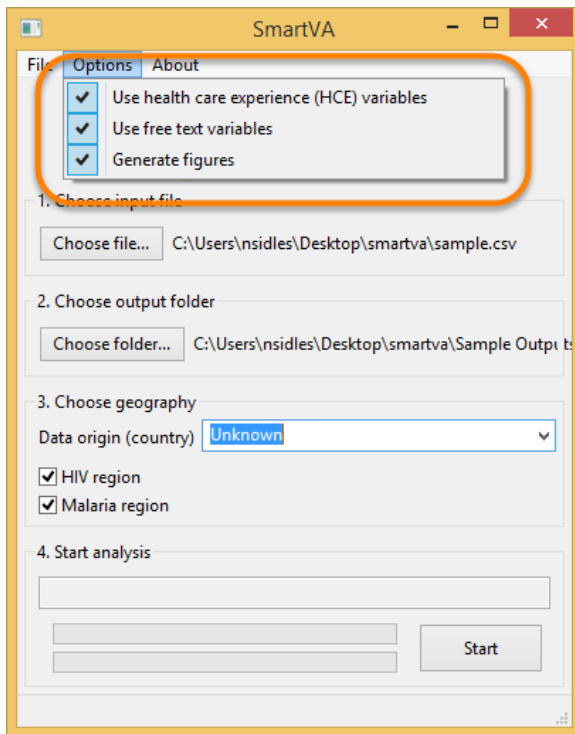 SmartVA
File Options About
Use health care experience (HCE) variables
Use free text variables
Generate figures
1. Choose input file
Choose file... C:\Users\nsidles\Desktop\smartva\sample.csv
2. Choose output folder
Choose folder... C:\Users\nsidles\Desktop\smartva\Sample Outputs
3. Choose geography
Data origin (country) Unknown
HIV region
Malaria region
4. Start analysis
Start